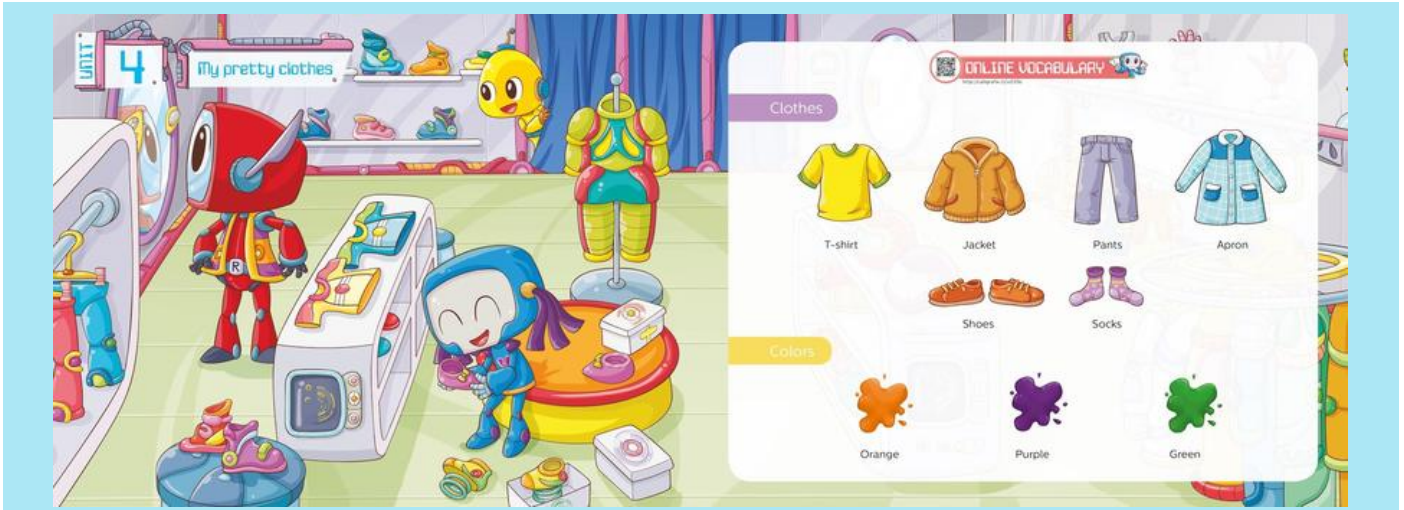 UNIT
4
My pretty clothes
ONLINE VOCABULARY
Clothes
T-shirt
Jacket
Pants
Apron
Shoes
Socks
Colors
Orange
Purple
Green
R